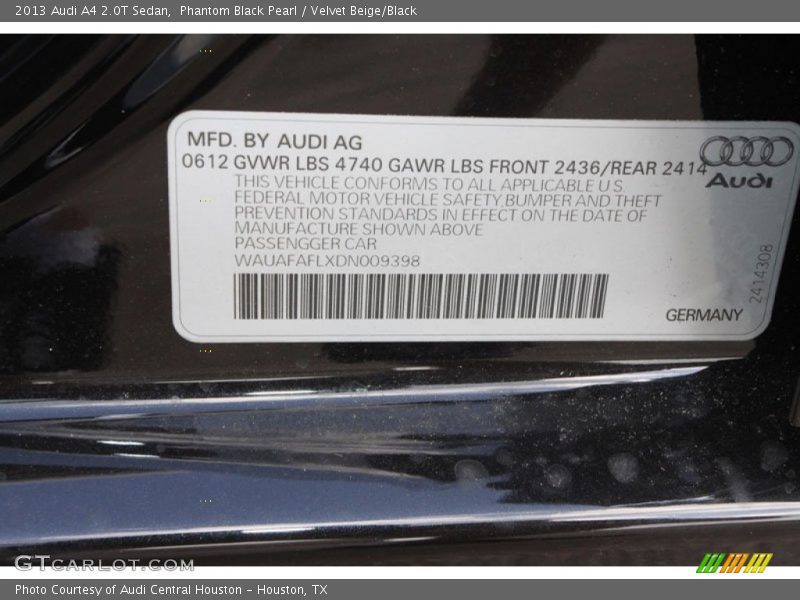 2013 Audi A4 2.0T Sedan,  Phantom Black Pearl / Velvet Beige/Black
MFD. BY AUDI AG
0612 GVWR LBS 4740 GAWR LBS FRONT 2436/REAR 2414
Audi
THIS VEHICLE CONFORMS TO ALL APPLICABLE U.S.
FEDERAL MOTOR VEHICLE SAFETY BUMPER AND THEFT
PREVENTION STANDARDS IN EFFECT ON THE DATE OF
MANUFACTURE SHOWN ABOVE
PASSENGGER CAR
WAUAFAFLXDN009398
2414308
GERMANY
GTCARLOT.COM
Photo Courtesy of Audi Central Houston - Houston, TX